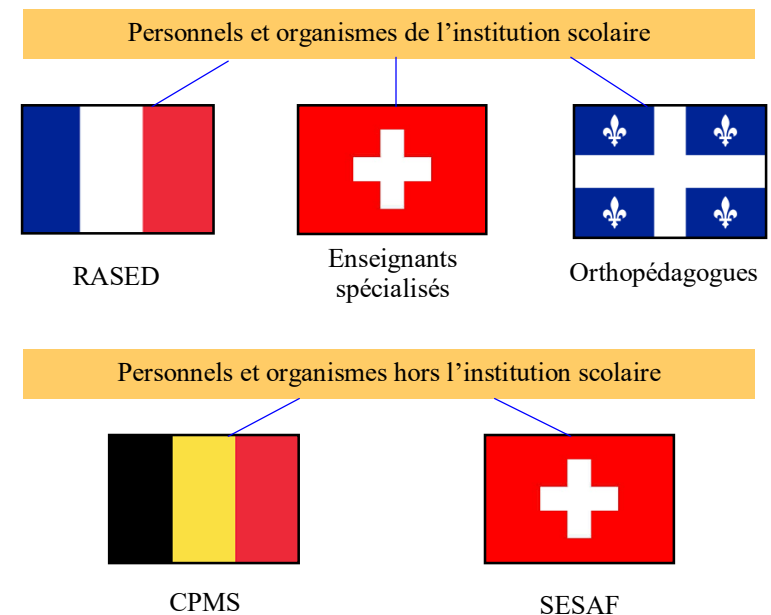 Personnels et organismes de l’institution scolaire
RASED
Enseignants
spécialisés
Orthopédagogues
Personnels et organismes hors l’institution scolaire
CPMS
SESAF